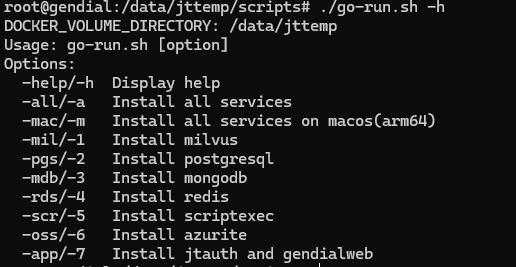 root@gendial:/data/jttemp/scripts# ./go-run.sh -h
DOCKER_VOLUME_DIRECTORY: /data/jttemp
Usage: go-run.sh [option]
Options:
  -help/-h  Display help
  -all/-a   Install all services
  -mac/-m   Install all services on macos(arm64)
  -mil/-1   Install milvus
  -pgs/-2   Install postgresql
  -mdb/-3   Install mongodb
  -rds/-4   Install redis
  -scr/-5   Install scriptexec
  -oss/-6   Install azurite
  -app/-7   Install jtauth and gendialweb